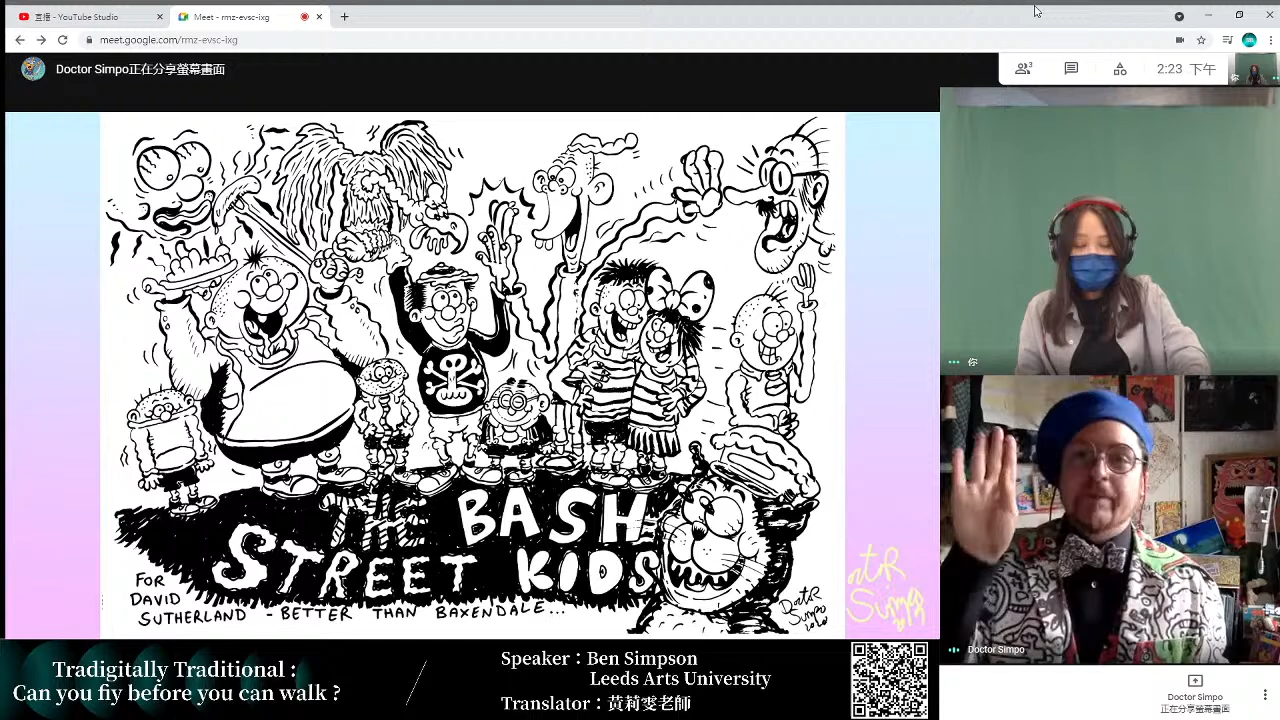 直播 - YouTube Studio
Meet - rmz-evsc-ixg
meet.google.com/rmz-evsc-ixg
Doctor Simpo正在分享螢幕畫面
3
2:23 下午
你
你
THE BASH
STREET KIDS
FOR
DAVID
SUTHERLAND - BETTER THAN BAXENDALE...
Doctor Simpo
Tradigitally Traditional :
Can you fiy before you can walk ?
Speaker：Ben Simpson
Leeds Arts University
Translator：黄莉雯老師
Doctor Simpo
正在分享螢幕畫面